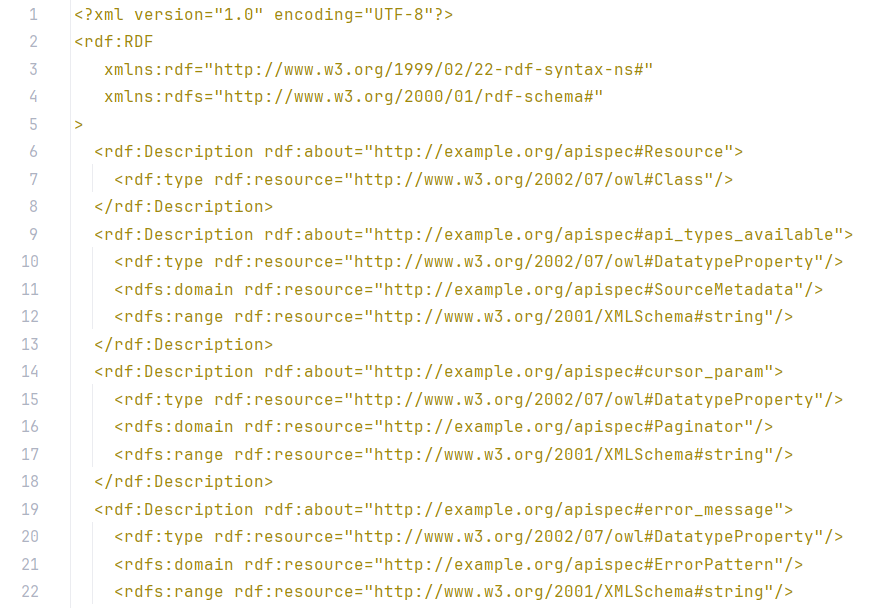 1 <?xml version="1.0" encoding="UTF-8"?>
2 <rdf:RDF
3 xmlns:rdf="http://www.w3.org/1999/02/22-rdf-syntax-ns#"
4 xmlns:rdfs="http://www.w3.org/2000/01/rdf-schema#"
5 >
6 <rdf:Description rdf:about="http://example.org/apispec#Resource">
7 <rdf:type rdf:resource="http://www.w3.org/2002/07/owl#Class"/>
8 </rdf:Description>
9 <rdf:Description rdf:about="http://example.org/apispec#api_types_available">
10 <rdf:type rdf:resource="http://www.w3.org/2002/07/owl#DatatypeProperty"/>
11 <rdfs:domain rdf:resource="http://example.org/apispec#SourceMetadata"/>
12 <rdfs:range rdf:resource="http://www.w3.org/2001/XMLSchema#string"/>
13 </rdf:Description>
14 <rdf:Description rdf:about="http://example.org/apispec#cursor_param">
15 <rdf:type rdf:resource="http://www.w3.org/2002/07/owl#DatatypeProperty"/>
16 <rdfs:domain rdf:resource="http://example.org/apispec#Paginator"/>
17 <rdfs:range rdf:resource="http://www.w3.org/2001/XMLSchema#string"/>
18 </rdf:Description>
19 <rdf:Description rdf:about="http://example.org/apispec#error_message">
20 <rdf:type rdf:resource="http://www.w3.org/2002/07/owl#DatatypeProperty"/>
21 <rdfs:domain rdf:resource="http://example.org/apispec#ErrorPattern"/>
22 <rdfs:range rdf:resource="http://www.w3.org/2001/XMLSchema#string"/>